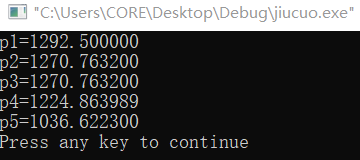 "C:\Users\CORE\Desktop\Debug\jiucuo.exe"
p1=1292.500000
p2=1270.763200
p3=1270.763200
p4=1224.863989
p5=1036.622300
Press any key to continue